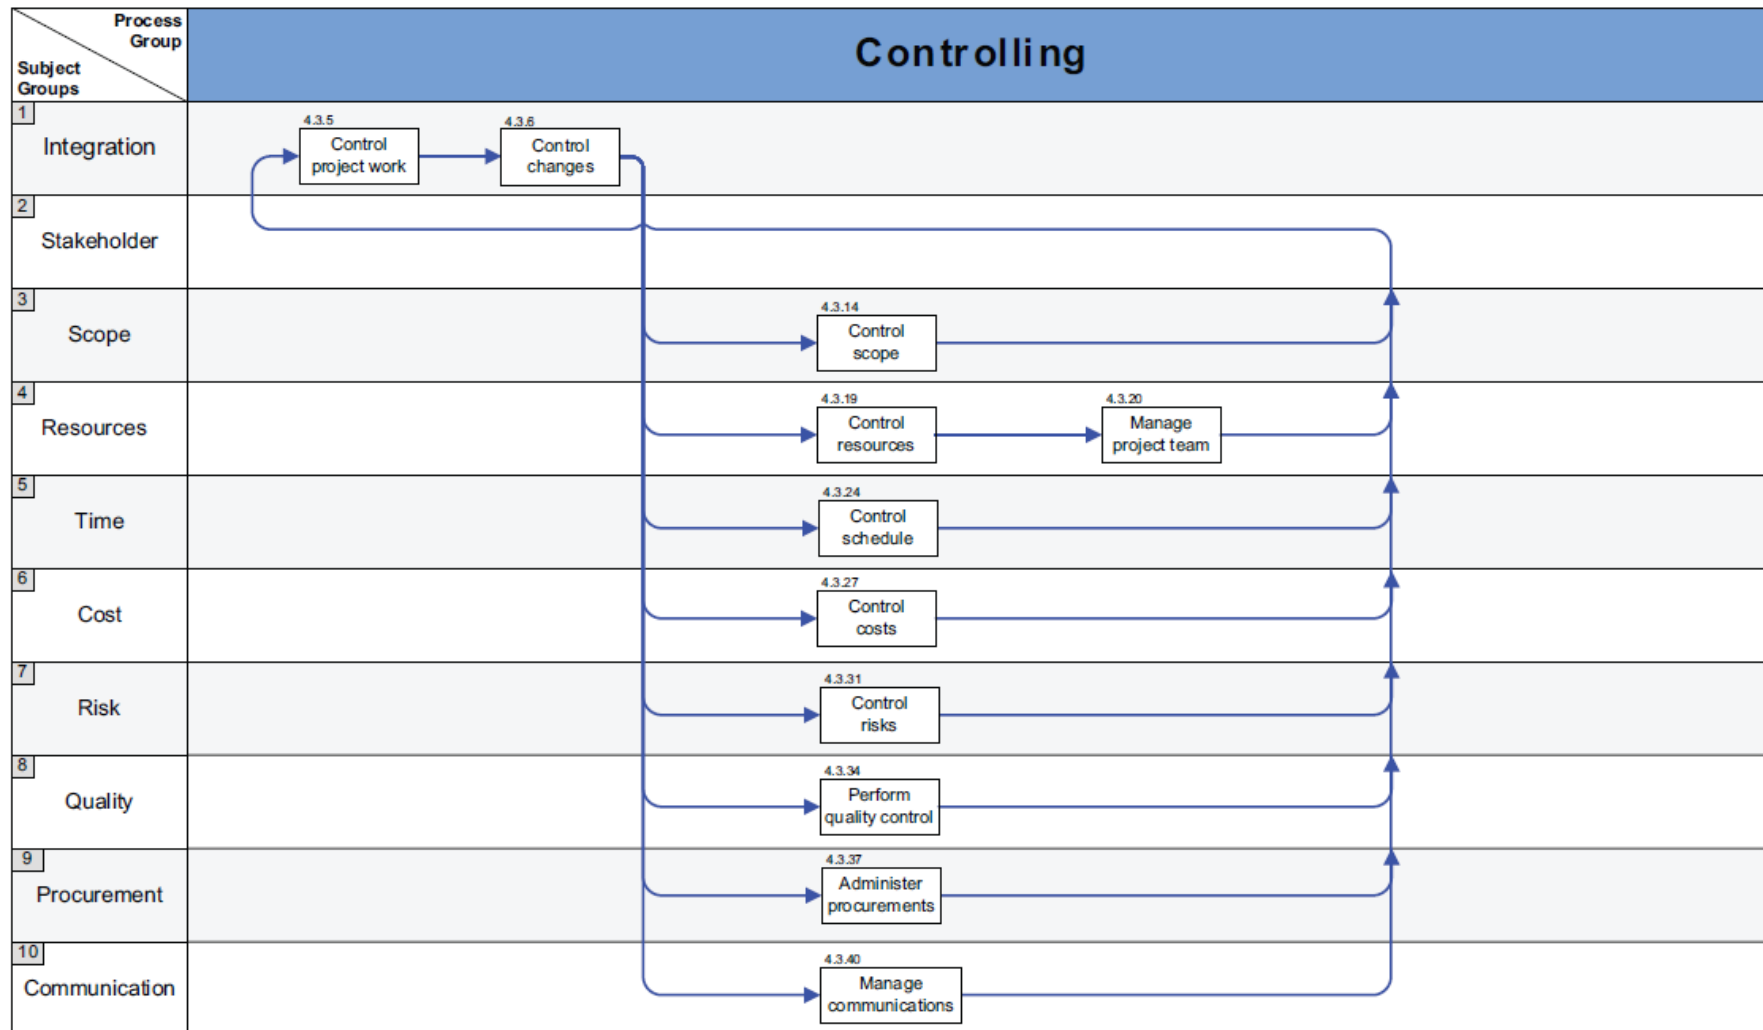 Process
Group
Subject
Groups
Controlling
1
Integration
4.3.5
Control
project work
4.3.6
Control
changes
2
Stakeholder
3
Scope
4.3.14
Control
scope
4
Resources
4.3.19
Control
resources
4.3.20
Manage
project team
5
Time
4.3.24
Control
schedule
6
Cost
4.3.27
Control
costs
7
Risk
4.3.31
Control
risks
8
Quality
4.3.34
Perform
quality control
9
Procurement
4.3.37
Administer
procurements
10
Communication
4.3.40
Manage
communications